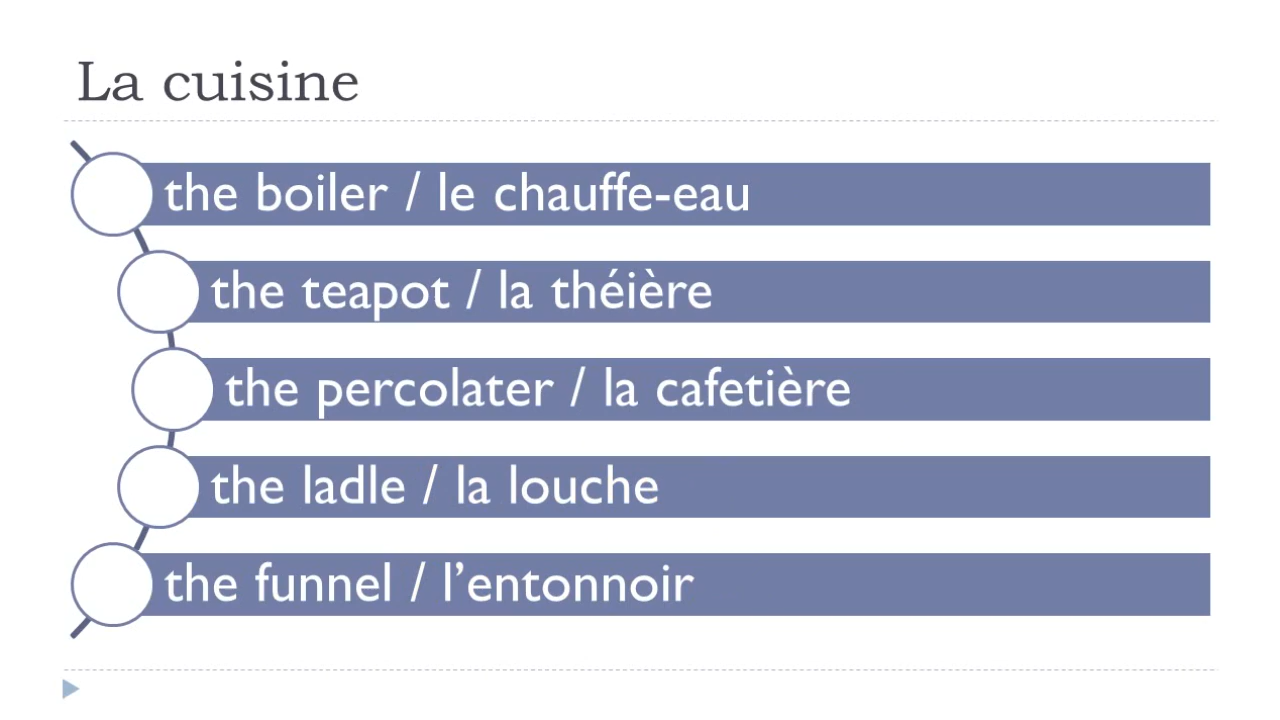 La cuisine
the boiler / le chauffe-eau
the teapot / la théière
the percolater / la cafetière
the ladle / la louche
the funnel / l’entonnoir